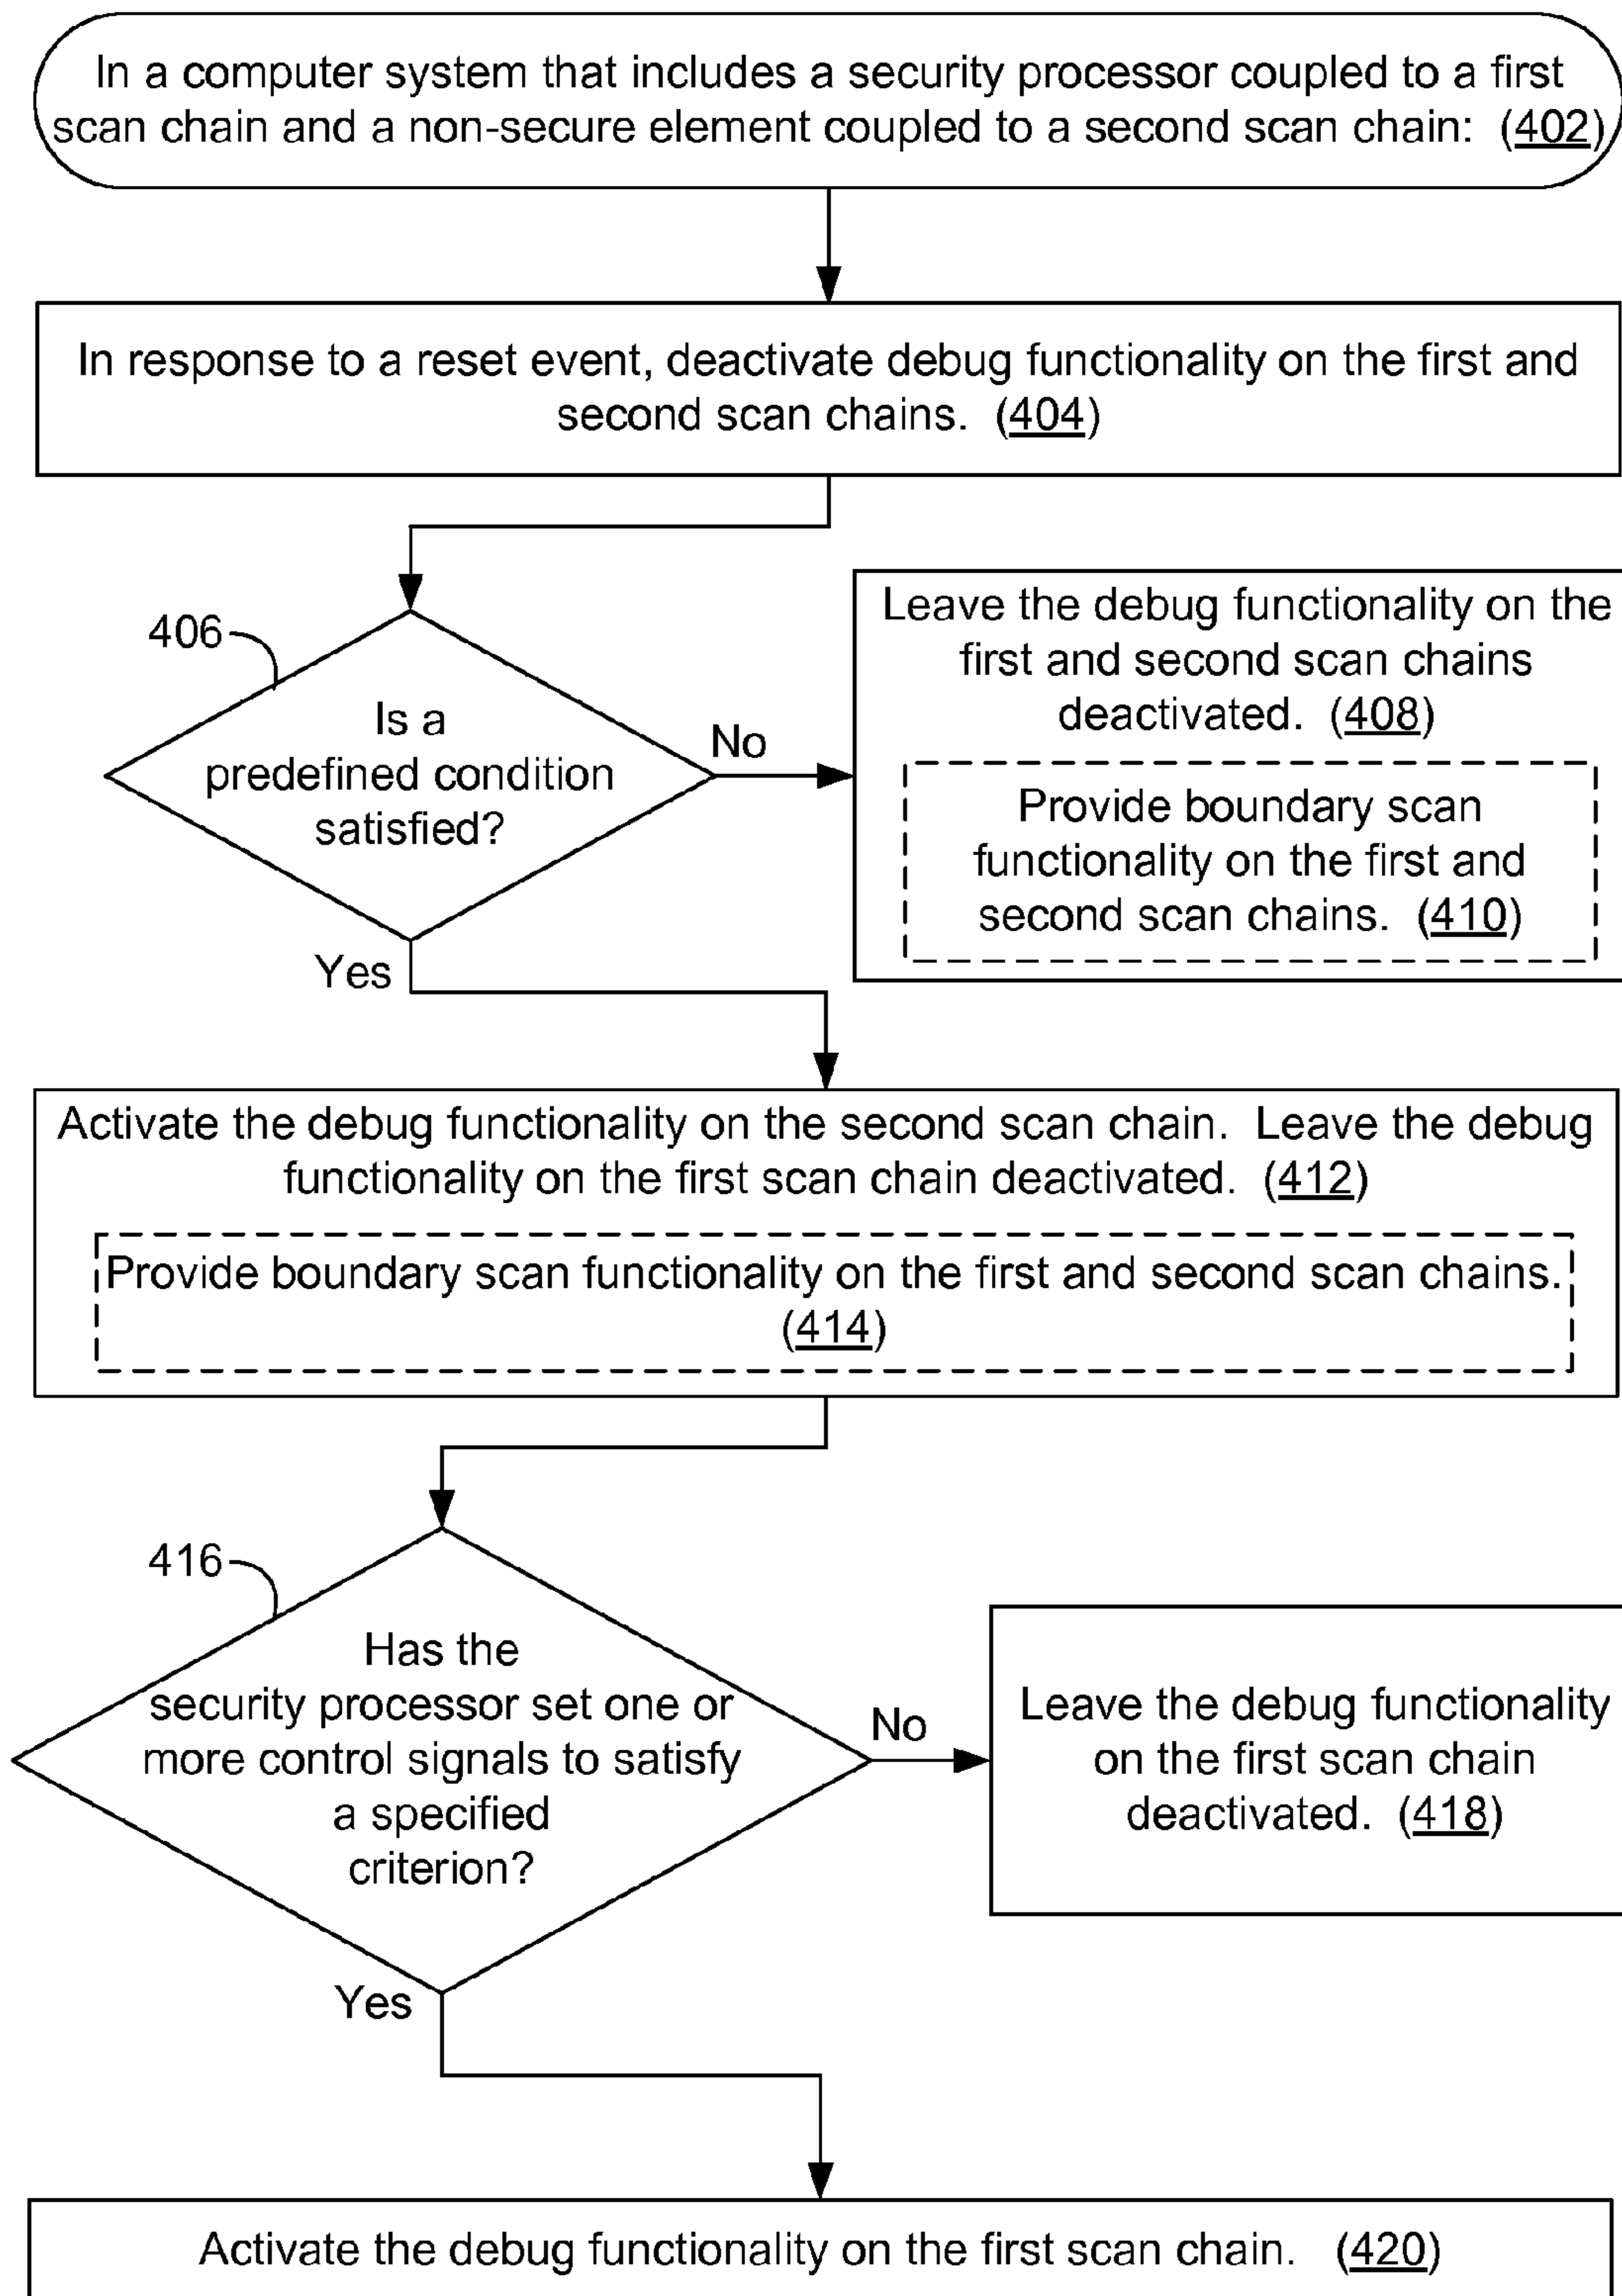 In a computer system that includes a security processor coupled to a first
scan chain and a non-secure element coupled to a second scan chain: (402)
In response to a reset event, deactivate debug functionality on the first and
second scan chains. (404)
406
Is a
predefined condition
satisfied?
No
Yes
Leave the debug functionality on the
first and second scan chains
deactivated. (408)
Provide boundary scan
functionality on the first and
second scan chains. (410)
Activate the debug functionality on the second scan chain. Leave the debug
functionality on the first scan chain deactivated. (412)
Provide boundary scan functionality on the first and second scan chains.
(414)
416
Has the
security processor set one or
more control signals to satisfy
a specified
criterion?
No
Yes
Leave the debug functionality
on the first scan chain
deactivated. (418)
Activate the debug functionality on the first scan chain. (420)